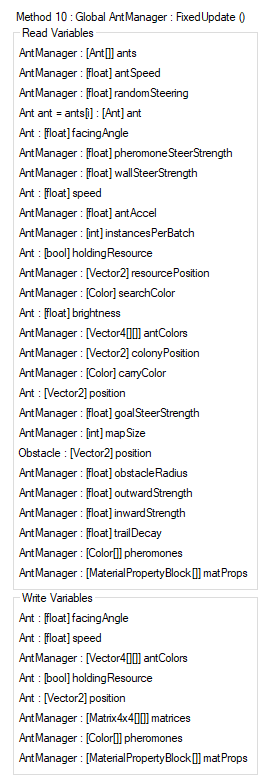 Method 10 : Global AntManager : FixedUpdate ()
Read Variables
AntManager : [Ant[]] ants
AntManager : [float] antSpeed
AntManager : [float] randomSteering
Ant ant = ants[i] : [Ant] ant
Ant : [float] facingAngle
AntManager : [float] pheromoneSteerStrength
AntManager : [float] wallSteerStrength
Ant : [float] speed
AntManager : [float] antAccel
AntManager : [int] instancesPerBatch
Ant : [bool] holdingResource
AntManager : [Vector2] resourcePosition
AntManager : [Color] searchColor
Ant : [float] brightness
AntManager : [Vector4[][]] antColors
AntManager : [Vector2] colonyPosition
AntManager : [Color] carryColor
Ant : [Vector2] position
AntManager : [float] goalSteerStrength
AntManager : [int] mapSize
Obstacle : [Vector2] position
AntManager : [float] obstacleRadius
AntManager : [float] outwardStrength
AntManager : [float] inwardStrength
AntManager : [float] trailDecay
AntManager : [Color[]] pheromones
AntManager : [MaterialPropertyBlock[]] matProps
Write Variables
Ant : [float] facingAngle
Ant : [float] speed
AntManager : [Vector4[][]] antColors
Ant : [bool] holdingResource
Ant : [Vector2] position
AntManager : [Matrix4x4[][]] matrices
AntManager : [Color[]] pheromones
AntManager : [MaterialPropertyBlock[]] matProps